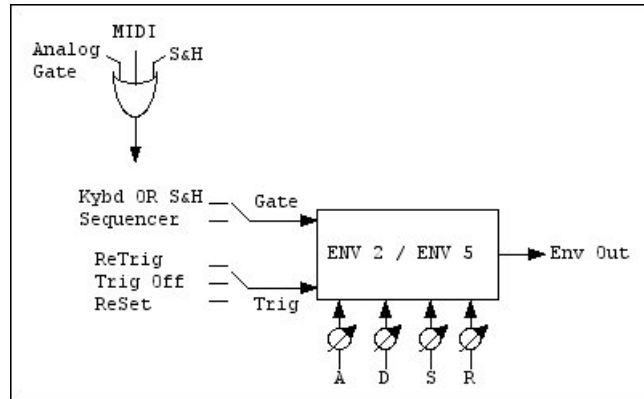 MIDI
Analog
Gate
S&H
Kybd OR S&H
Sequencer
Gate
ReTrig
Trig Off
ReSet
Trig
ENV 2 / ENV 5
Env Out
A
D
S
R